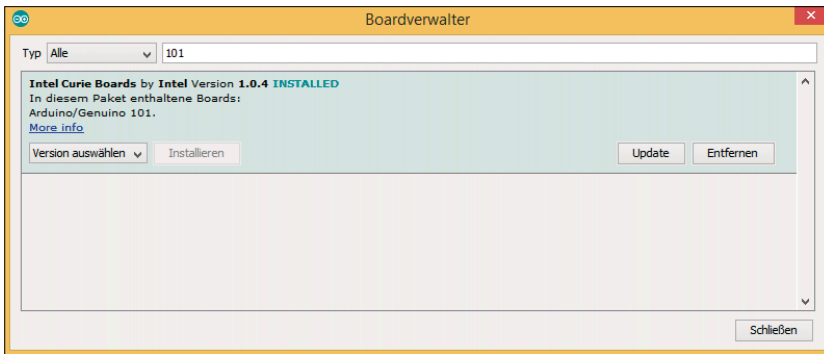 Boardverwalter
Typ Alle 101
Intel Curie Boards by Intel Version 1.0.4 INSTALLED
In diesem Paket enthaltene Boards:
Arduino/Genuino 101.
More info
Version auswählen Installieren Update Entfernen
Schließen